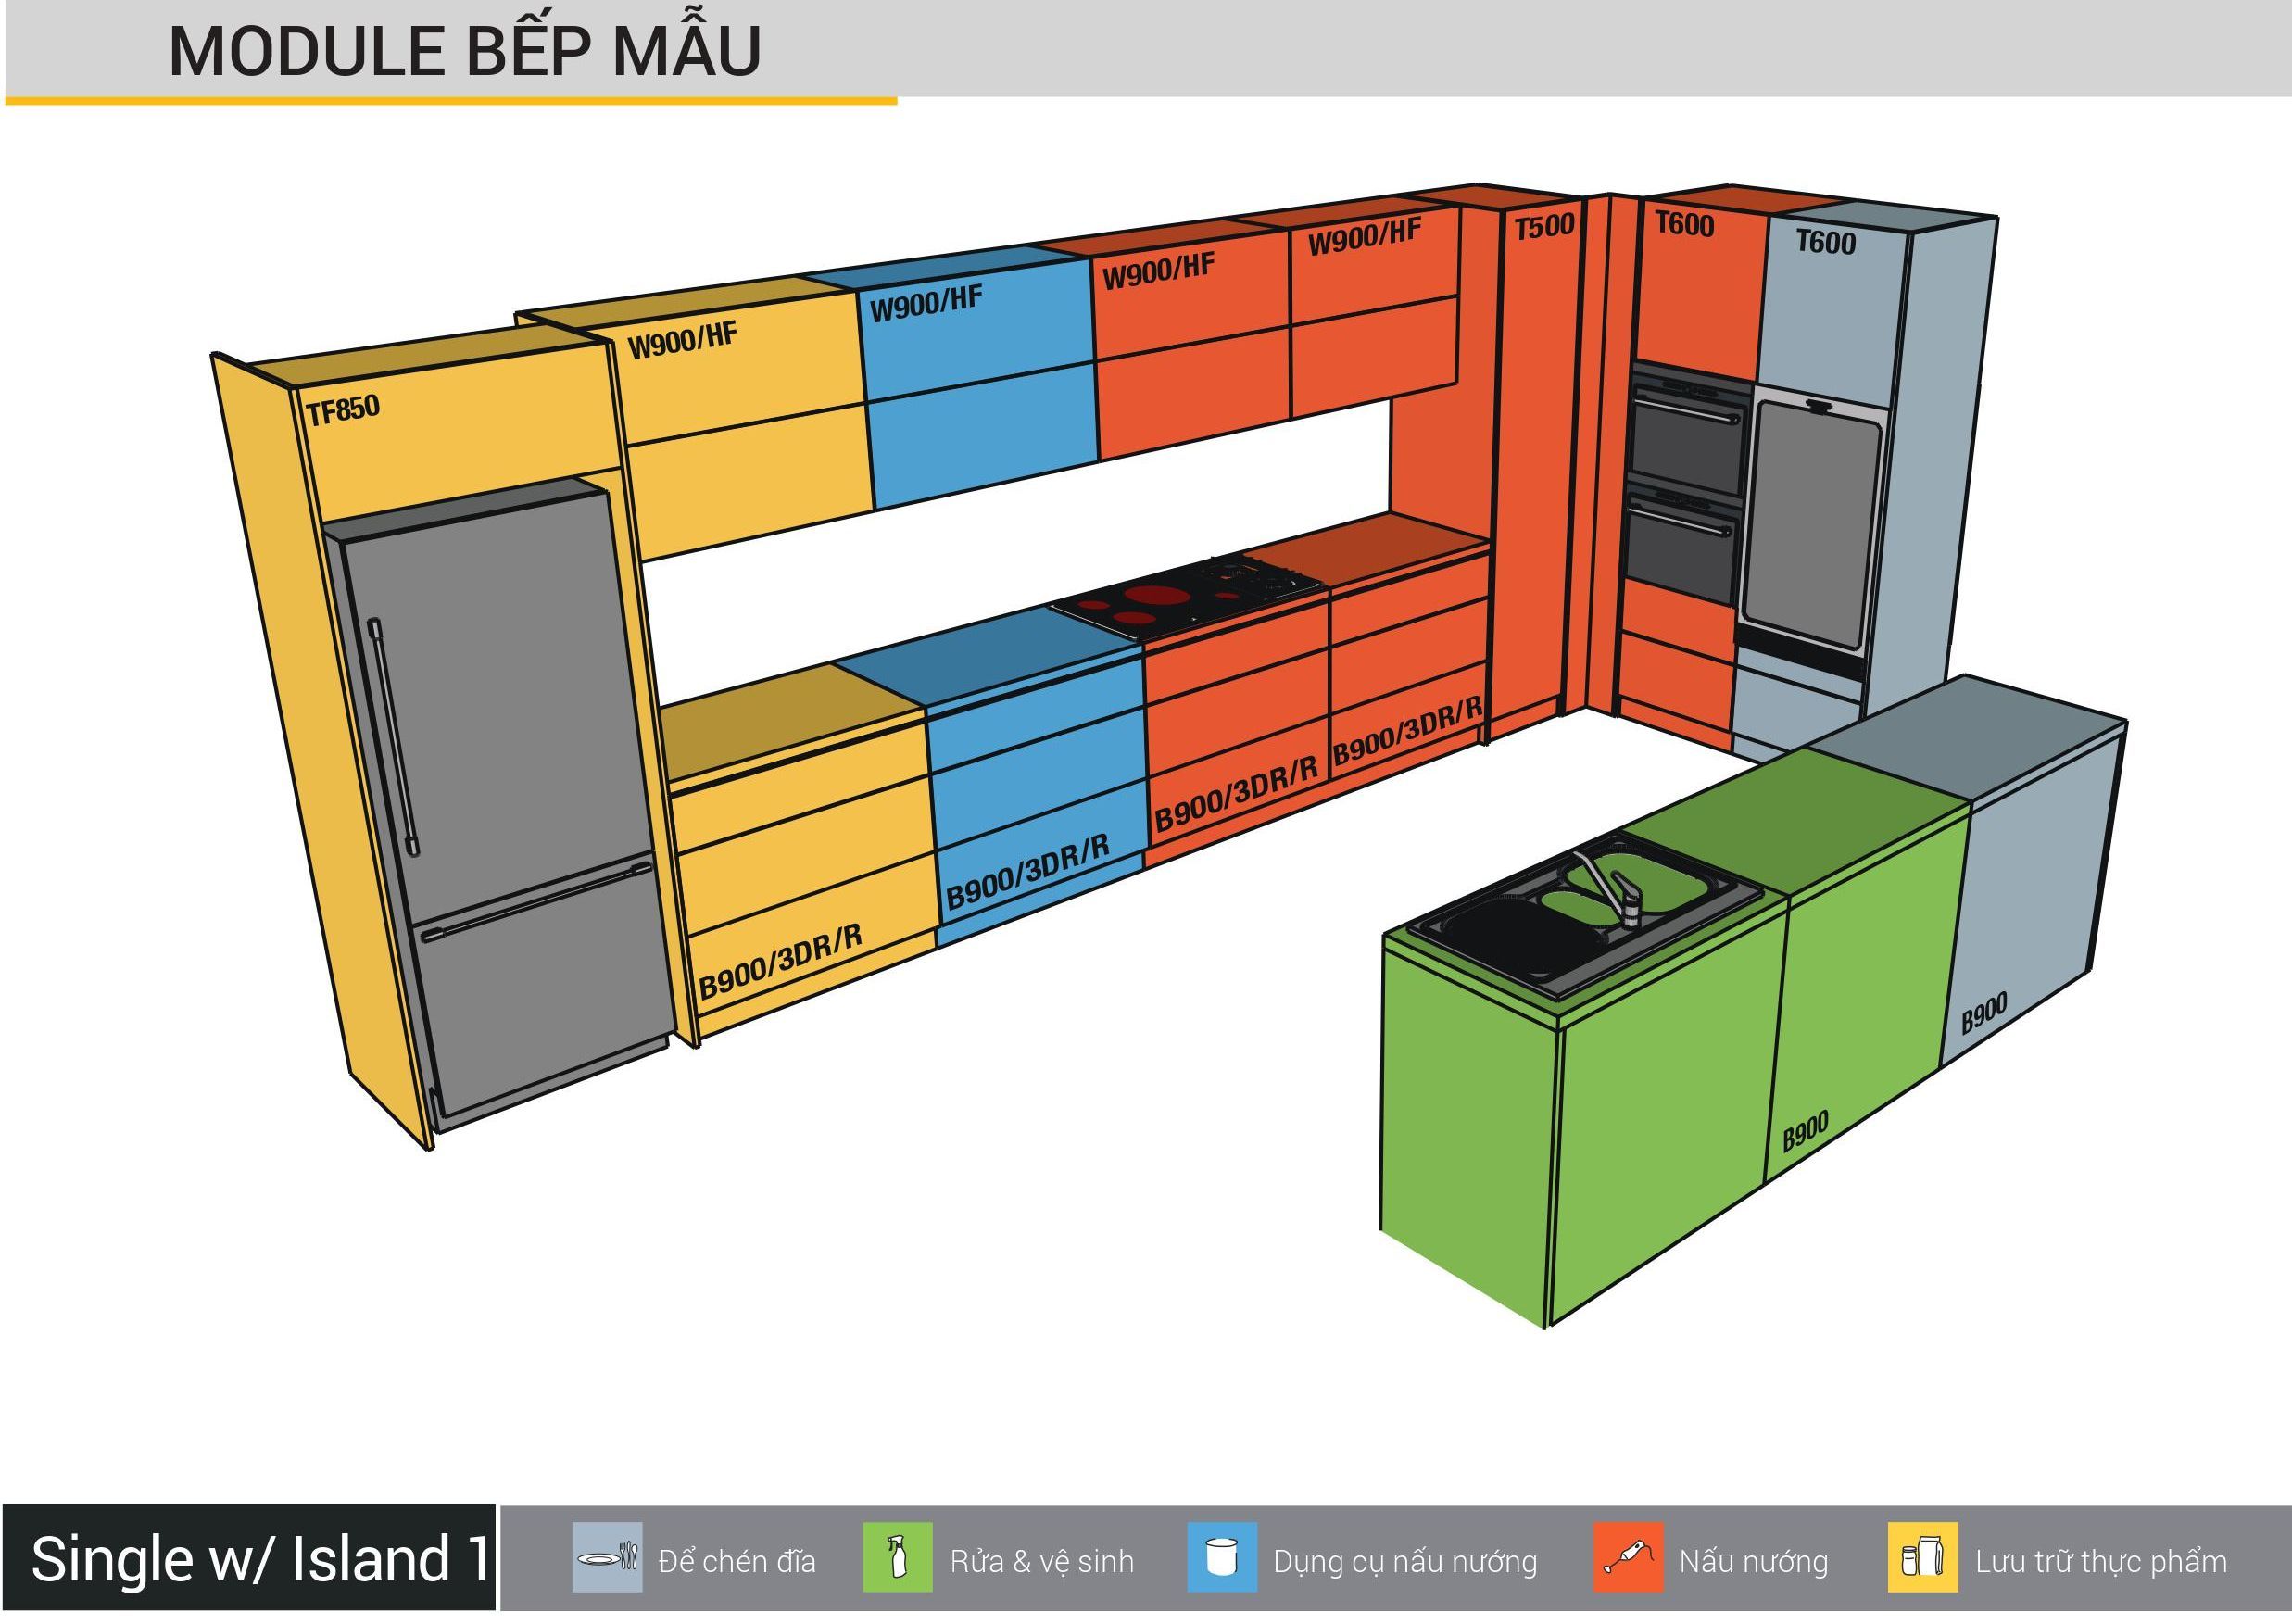 MODULE BẾP MẪU
TF850
W900/HF
W900/HF
W900/HF
W900/HF
T500
T600
T600
B900/3DR/R
B900/3DR/R
B900/3DR/R
B900/3DR/R
B900
B900
Single w/ Island 1
Để chén đĩa
Rửa & vệ sinh
Dụng cụ nấu nướng
Nấu nướng
Lưu trữ thực phẩm